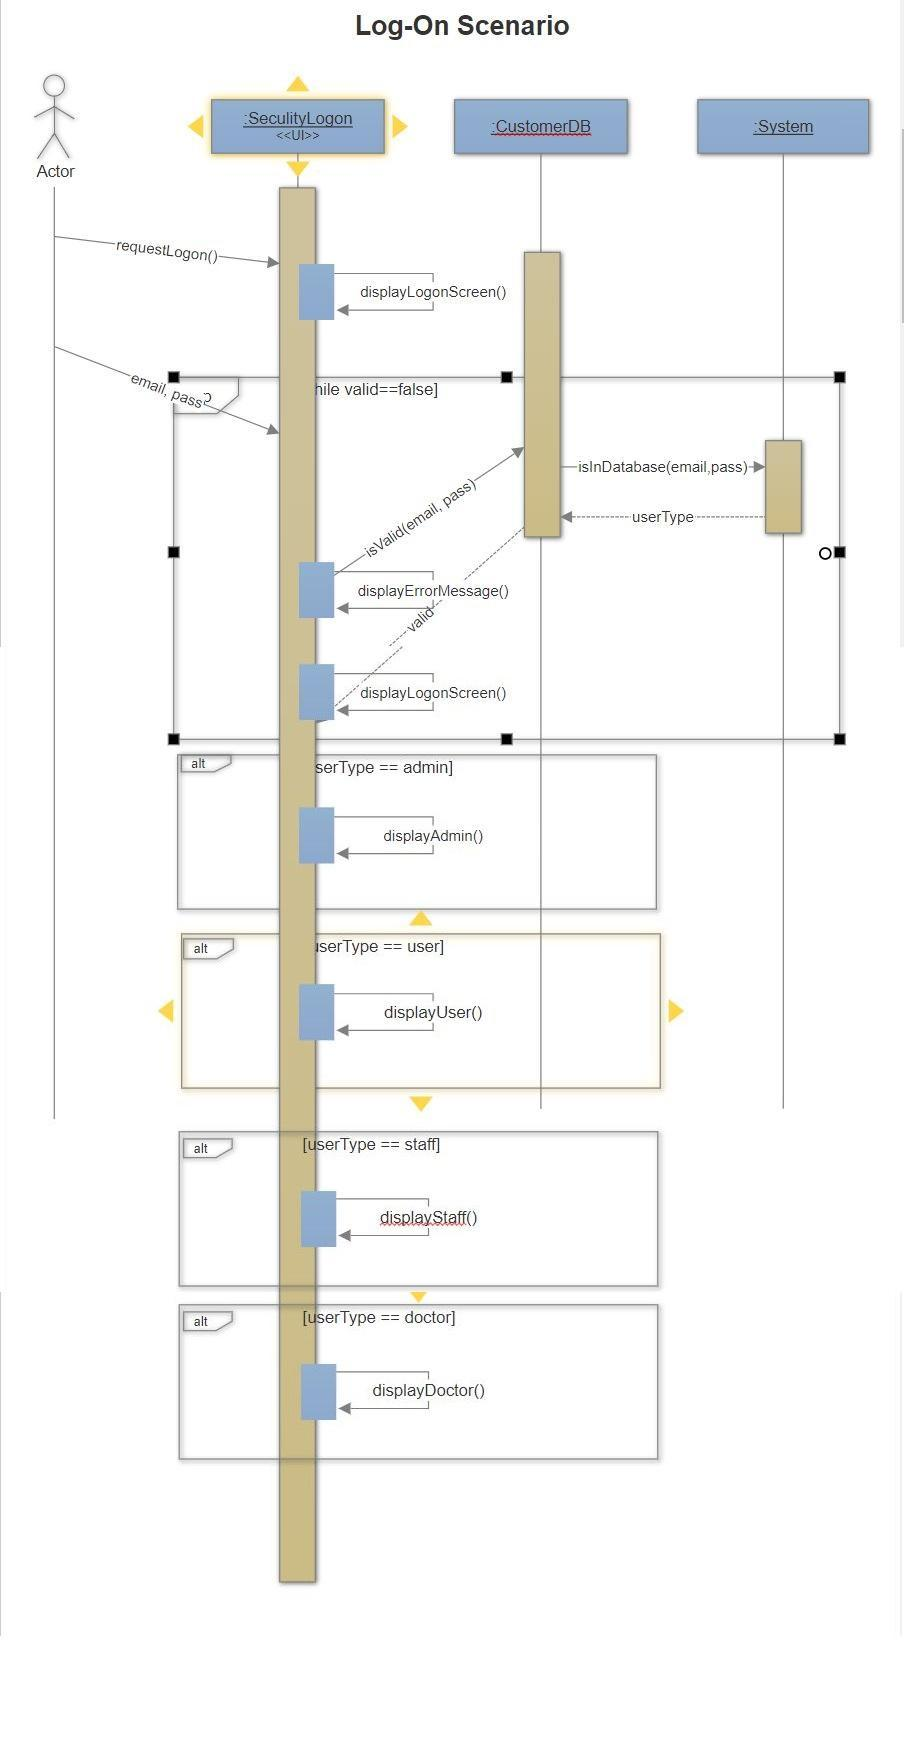 Log-On Scenario
Actor
:SeculityLogon
<<UI>>
:CustomerDB
:System
requestLogon()
displayLogonScreen()
email, pass
hile valid==false]
isInDatabase(email,pass)
isValid(email, pass)
userType
displayErrorMessage()
valid
displayLogonScreen()
alt
serType == admin]
displayAdmin()
alt
userType == user]
displayUser()
alt
[userType == staff]
displayStaff()
alt
[userType == doctor]
displayDoctor()